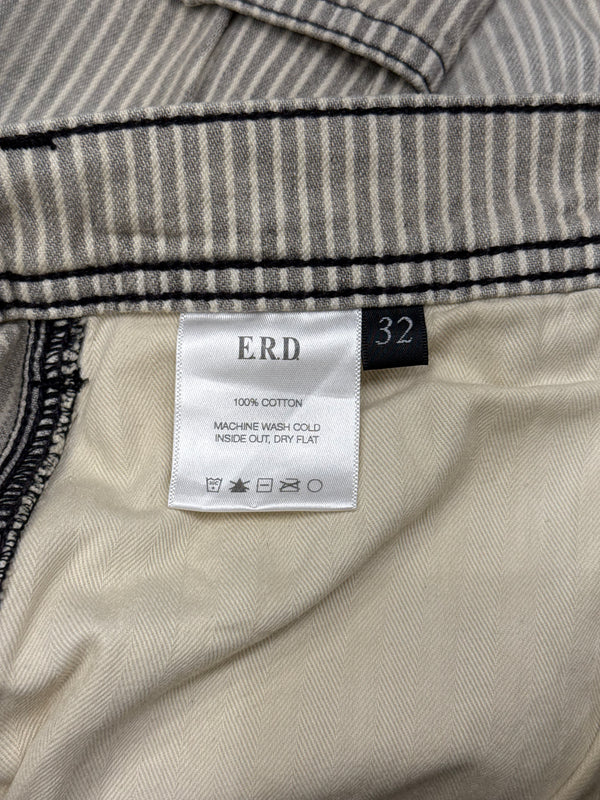 E.R.D.
32
100% COTTON
MACHINE WASH COLD
INSIDE OUT, DRY FLAT